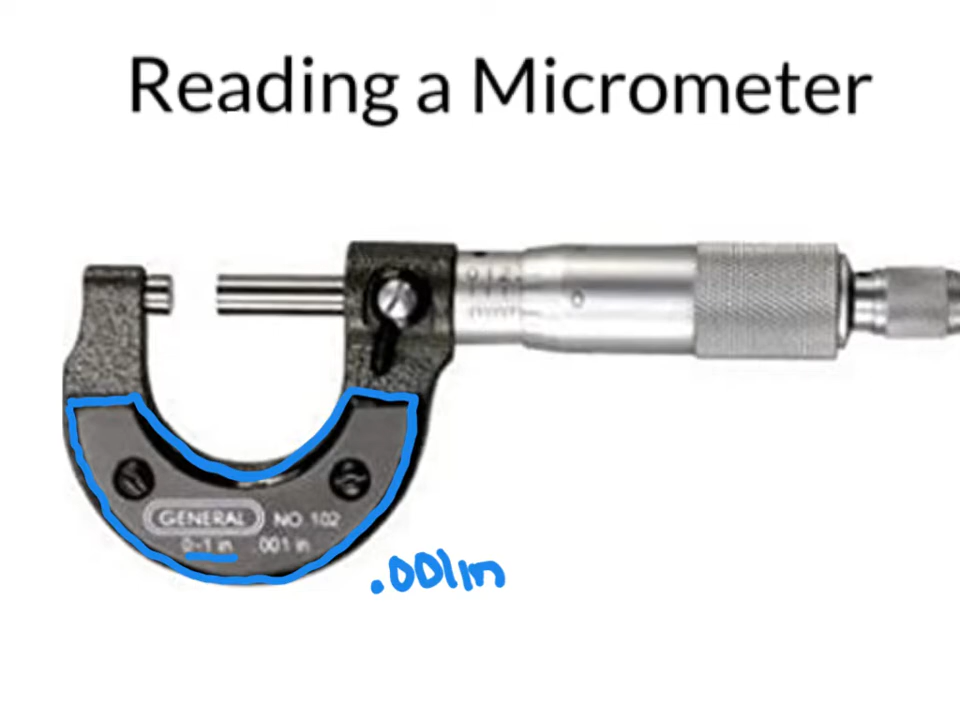 Reading a Micrometer
GENERAL NO 102
0-1 in .001 in
.001in